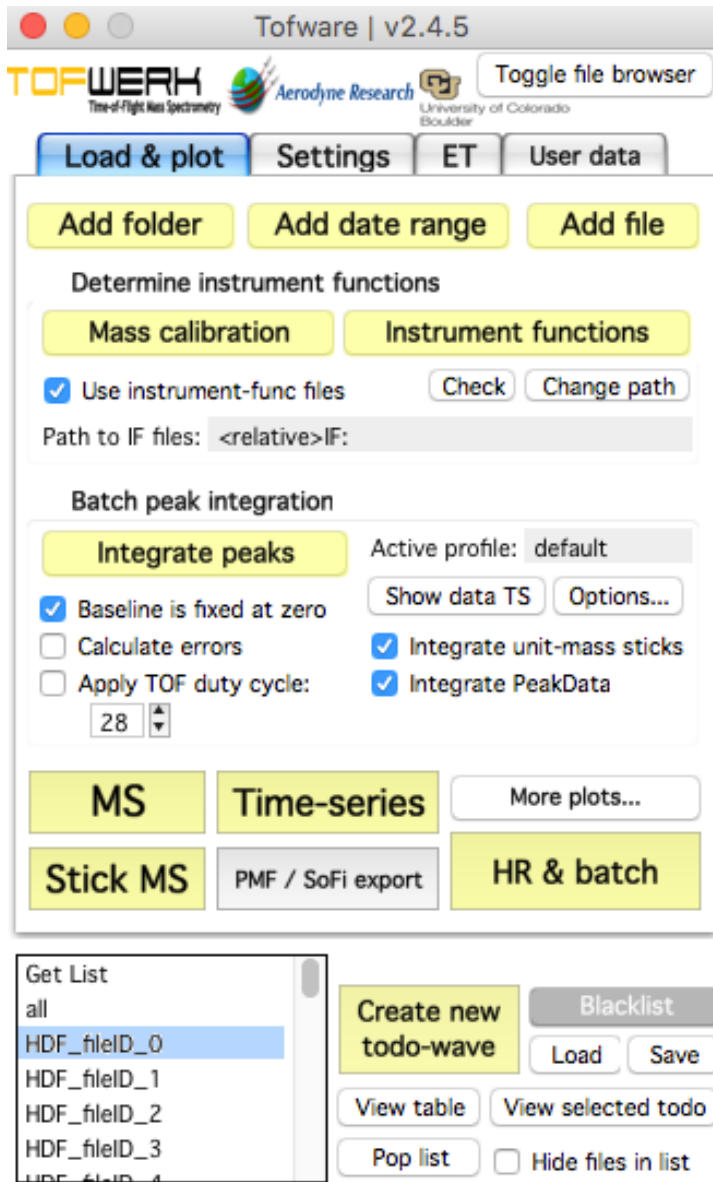 Tofware | v2.4.5
TOFWERK
Time-of-Flight Mass Spectrometry
Aerodyne Research
University of Colorado
Boulder
Toggle file browser
Load & plot Settings ET User data
Add folder Add date range Add file
Determine instrument functions
Mass calibration Instrument functions
Use instrument-func files Check Change path
Path to IF files: <relative>IF:
Batch peak integration
Integrate peaks Active profile: default
Baseline is fixed at zero Show data TS Options...
Calculate errors Integrate unit-mass sticks
Apply TOF duty cycle: Integrate PeakData
28
MS Time-series More plots...
Stick MS PMF / SoFi export HR & batch
Get List
all
HDF_fileID_0
HDF_fileID_1
HDF_fileID_2
HDF_fileID_3
HDF_fileID_4
Create new
todo-wave
Blacklist
Load Save
View table View selected todo
Pop list Hide files in list